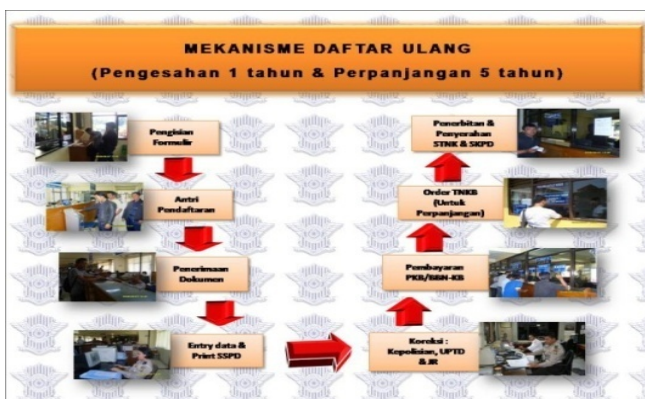 MEKANISME DAFTAR ULANG
(Pengesahan 1 tahun & Perpanjangan 5 tahun)
Pengisian
Formulir
Antri
Pendaftaran
Penerimaan
Dokumen
Entry data &
Print SSPD
Koreksi :
Kepolisian, UPTD
& JR
Pembayaran
PKB/BBN-KB
Order TNKB
(Untuk
Perpanjangan)
Penerbitan &
Penyerahan
STNK & SKPD